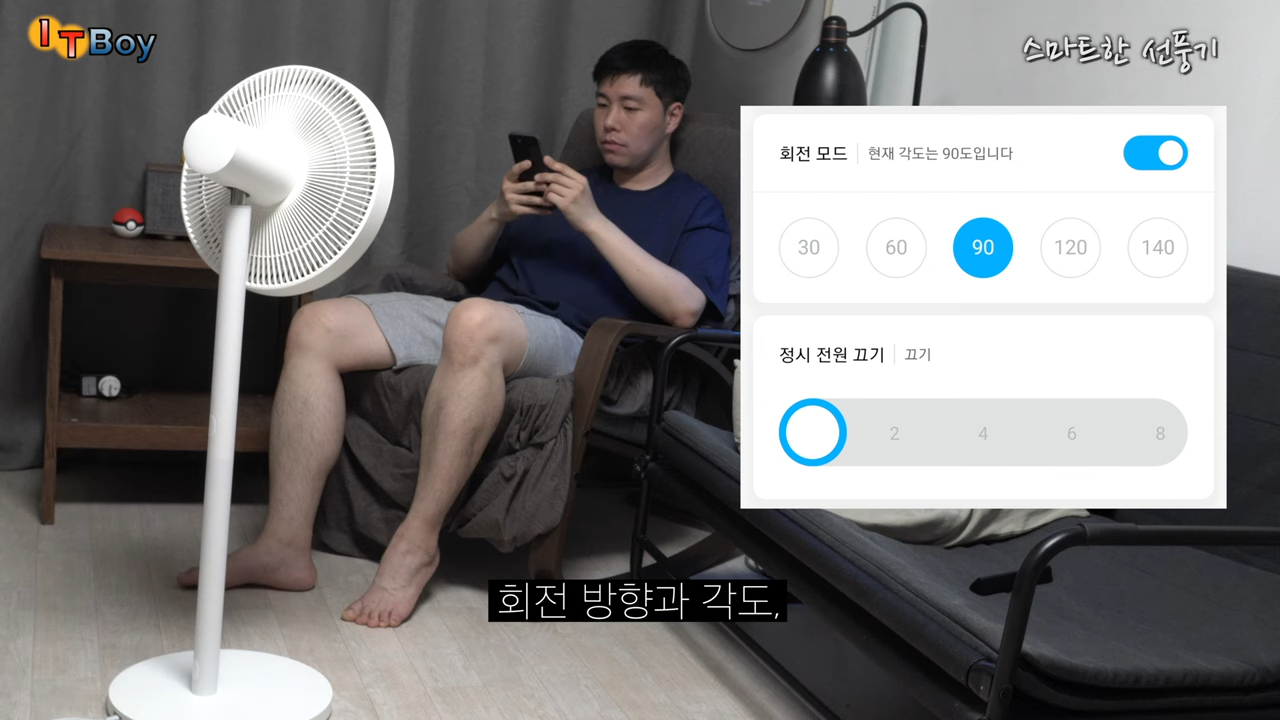 ITBoy
스마트한 선풍기
회전 모드 | 현재 각도는 90도입니다
30 60 90 120 140
정시 전원 끄기 | 끄기
2 4 6 8
회전 방향과 각도,